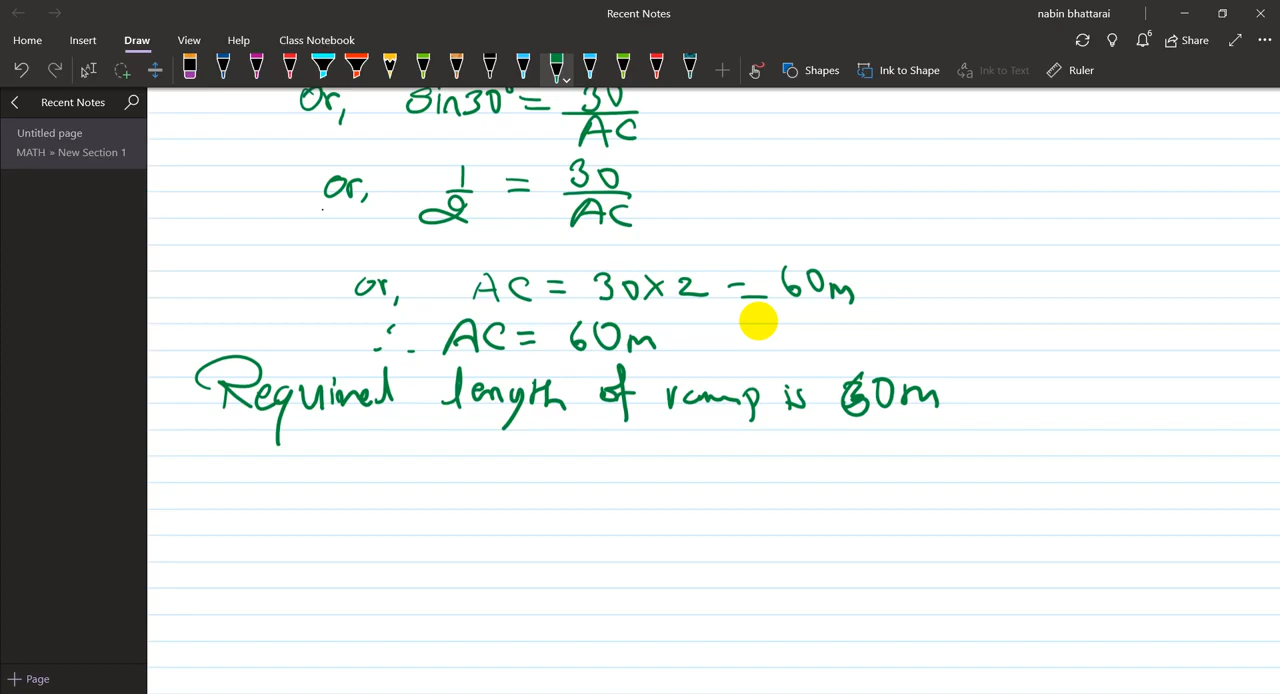 Recent Notes
nabin bhattarai
Home Insert Draw View Help Class Notebook
6 Share
Shapes Ink to Shape Ink to Text Ruler
Recent Notes
Untitled page
MATH » New Section 1
Or, Sin30° = 30/AC
or, 1/2 = 30/AC
or, AC = 30×2 = 60m
∴ AC = 60m
Required length of ramp is 60m
Page